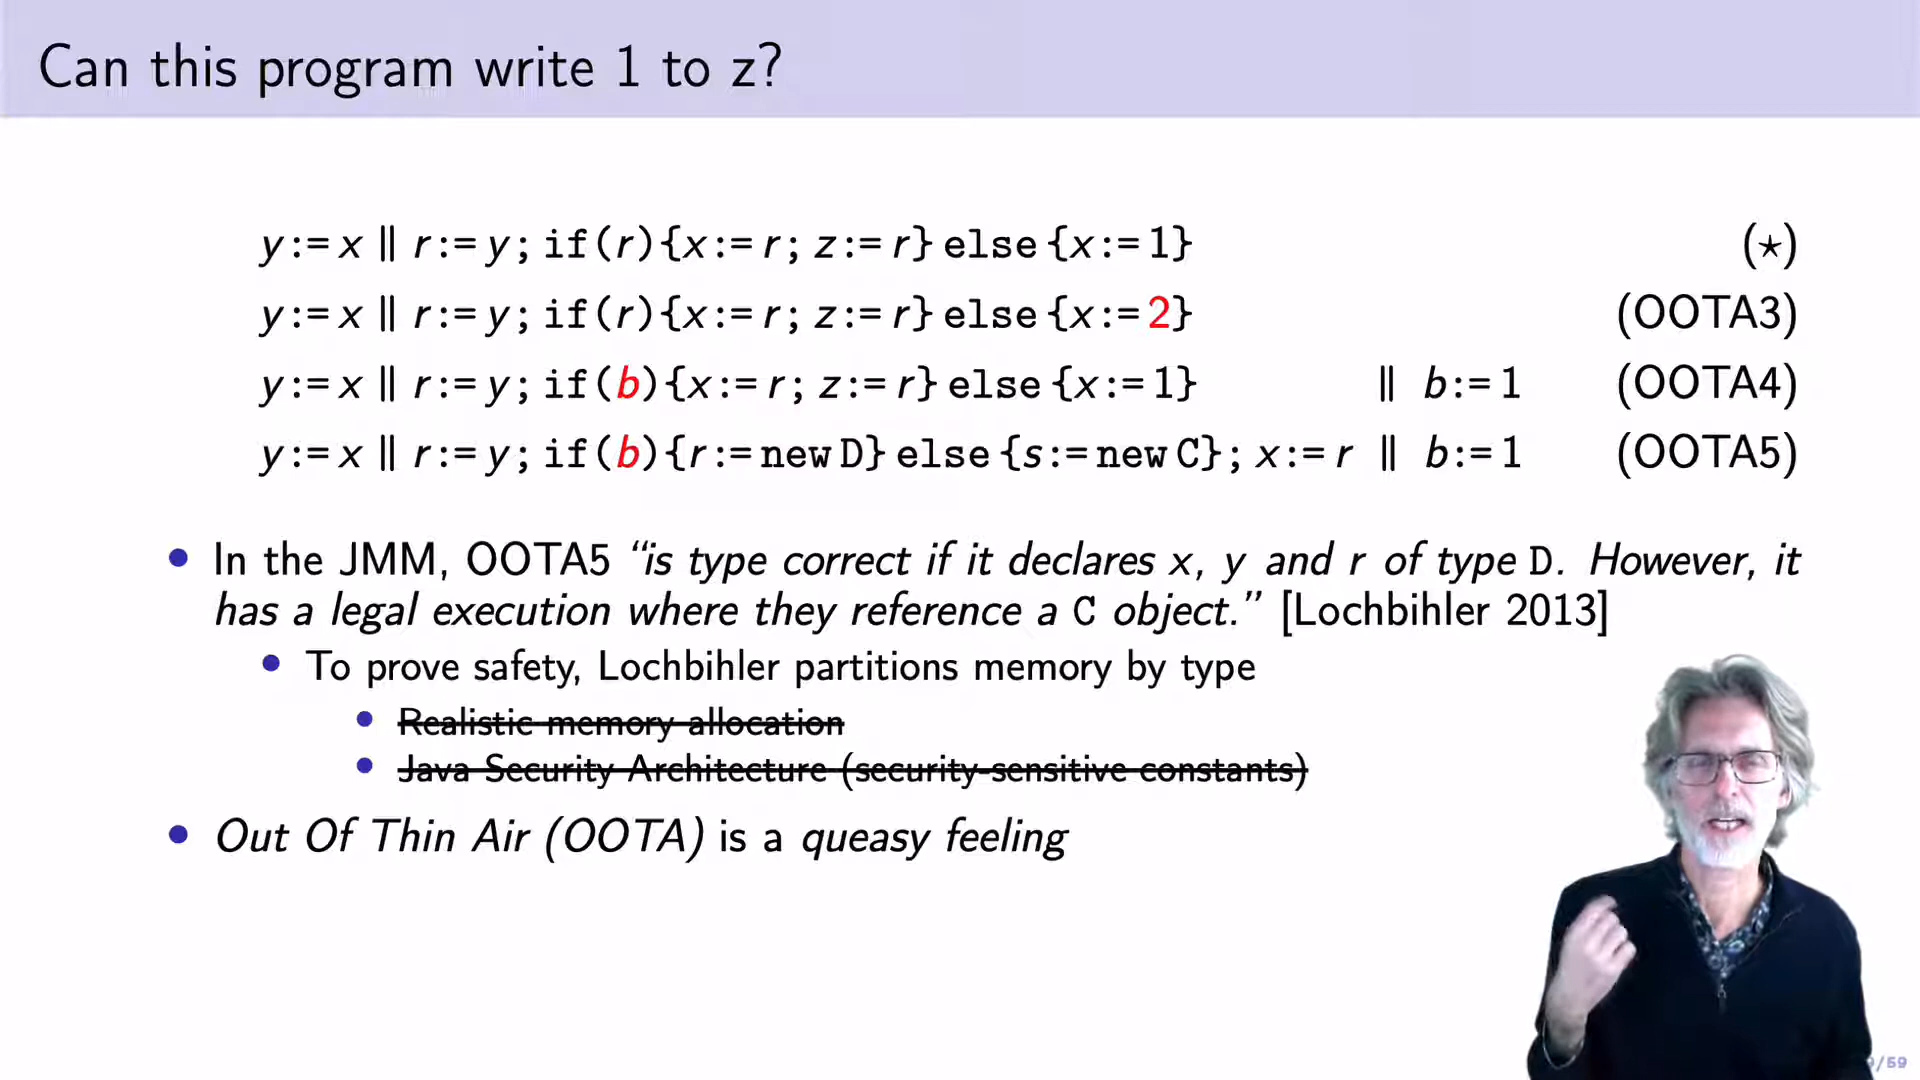 Can this program write 1 to z?
y := x ‖ r := y; if(r){x := r; z := r} else {x := 1} (⋆)
y := x ‖ r := y; if(r){x := r; z := r} else {x := 2} (OOTA3)
y := x ‖ r := y; if(b){x := r; z := r} else {x := 1} ‖ b := 1 (OOTA4)
y := x ‖ r := y; if(b){r := new D} else {s := new C}; x := r ‖ b := 1 (OOTA5)
• In the JMM, OOTA5 “is type correct if it declares x, y and r of type D. However, it
has a legal execution where they reference a C object.” [Lochbihler 2013]
• To prove safety, Lochbihler partitions memory by type
• Realistic memory allocation
• Java Security Architecture (security-sensitive constants)
• Out Of Thin Air (OOTA) is a queasy feeling
/59